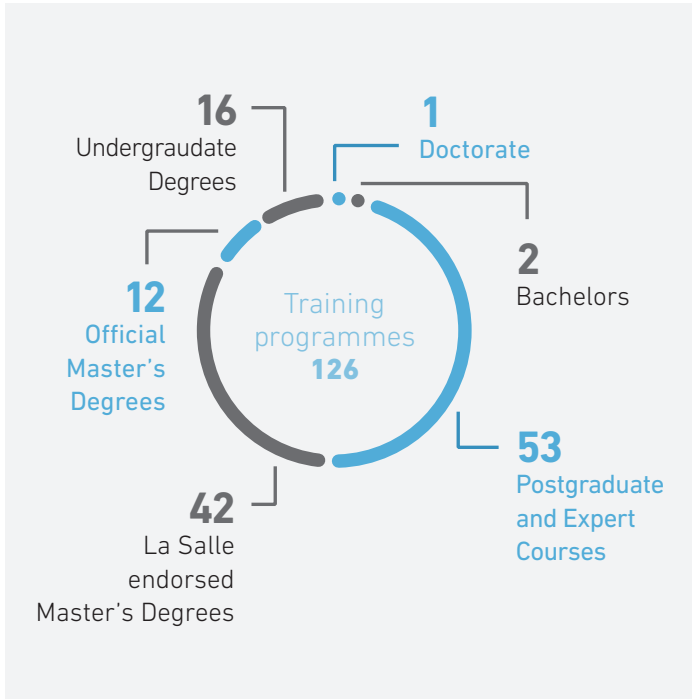 16
Undergraudate
Degrees
1
Doctorate
2
Bachelors
12
Official
Master's
Degrees
Training
programmes
126
53
Postgraduate
and Expert
Courses
42
La Salle
endorsed
Master's Degrees